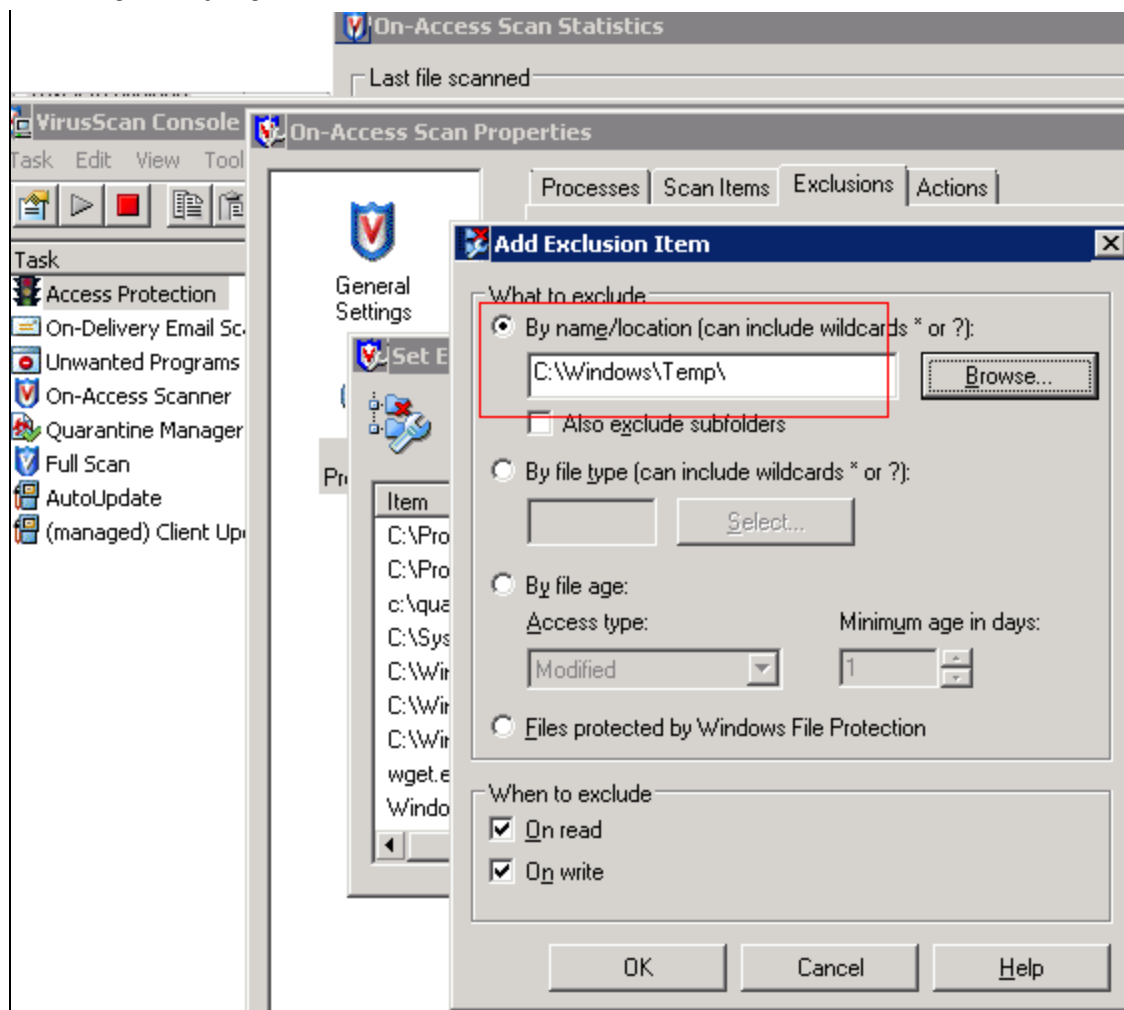 On-Access Scan Statistics
Last file scanned
VirusScan Console
On-Access Scan Properties
Task Edit View Tool
Processes Scan Items Exclusions Actions
Add Exclusion Item
Task
Access Protection
On-Delivery Email Sc
Unwanted Programs
On-Access Scanner
Quarantine Manager
Full Scan
AutoUpdate
(managed) Client Up
General
Settings
Set E
Item
C:\Pro
C:\Pro
c:\qua
C:\Sys
C:\Wir
C:\Wir
C:\Wir
wget.e
Windo
What to exclude
By name/location (can include wildcards * or ?):
C:\Windows\Temp\
Browse...
Also exclude subfolders
By file type (can include wildcards * or ?):
Select...
By file age:
Access type:
Minimum age in days:
Modified
1
Files protected by Windows File Protection
When to exclude
On read
On write
OK
Cancel
Help